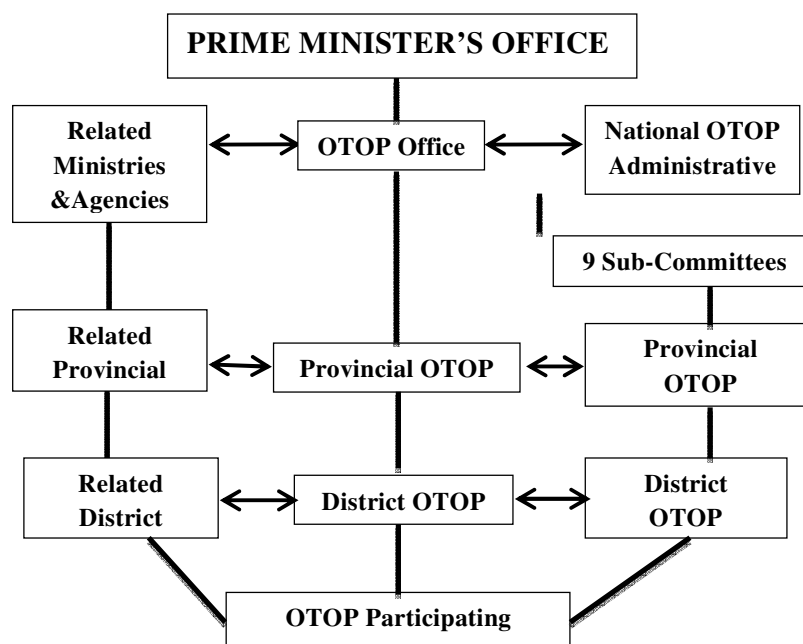 PRIME MINISTER’S OFFICE
Related
Ministries
&Agencies
OTOP Office
National OTOP
Administrative
9 Sub-Committees
Related
Provincial
Provincial OTOP
Provincial
OTOP
Related
District
District OTOP
District
OTOP
OTOP Participating